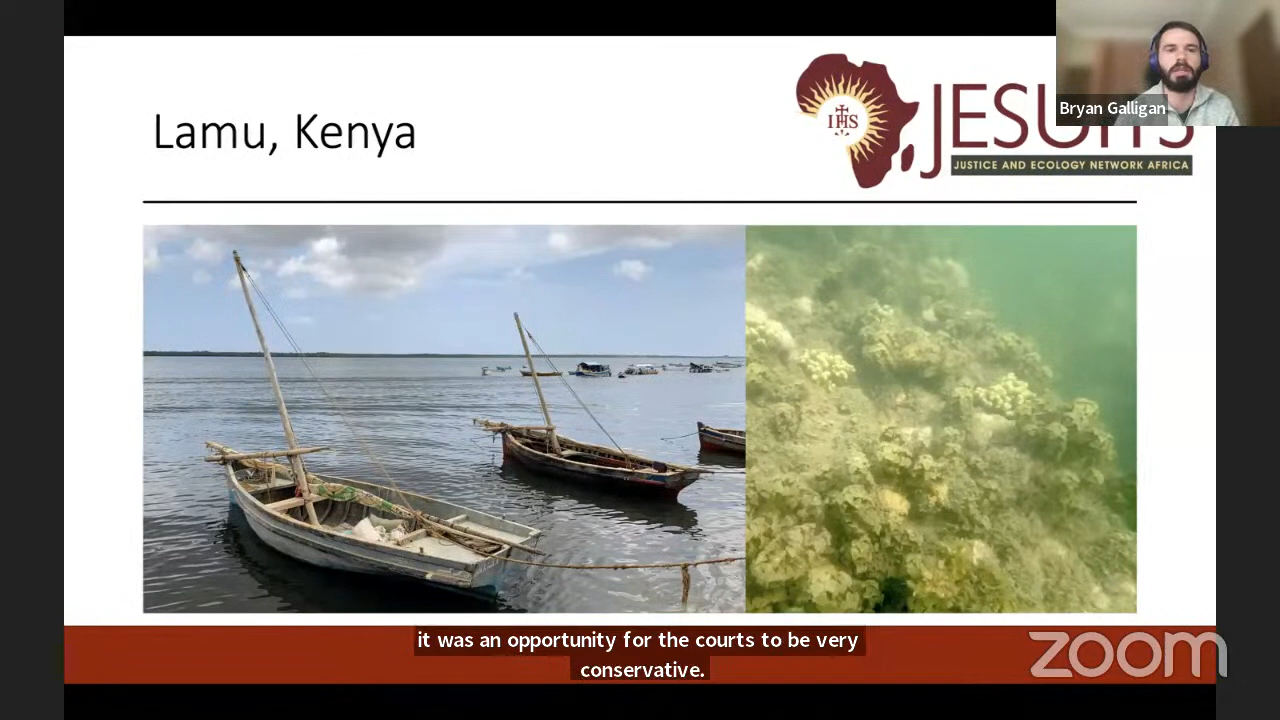 Lamu, Kenya
IHS
JESUITS
JUSTICE AND ECOLOGY NETWORK AFRICA
Bryan Galligan
it was an opportunity for the courts to be very
conservative.
zoom